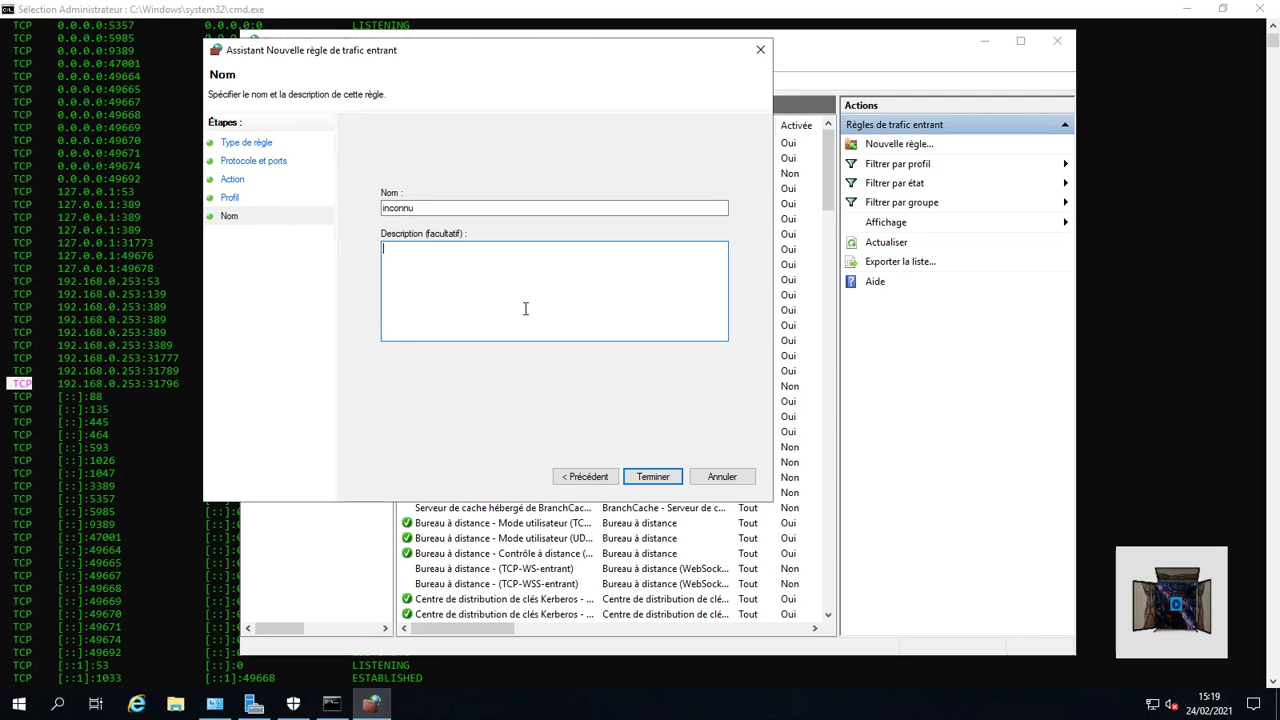 Sélection Administrateur : C:\Windows\system32\cmd.exe
TCP 0.0.0.0:5357 0.0.0.0:0 LISTENING
TCP 0.0.0.0:5985
TCP 0.0.0.0:9389
TCP 0.0.0.0:47001
TCP 0.0.0.0:49664
TCP 0.0.0.0:49665
TCP 0.0.0.0:49667
TCP 0.0.0.0:49668
TCP 0.0.0.0:49669
TCP 0.0.0.0:49670
TCP 0.0.0.0:49671
TCP 0.0.0.0:49674
TCP 0.0.0.0:49692
TCP 127.0.0.1:53
TCP 127.0.0.1:389
TCP 127.0.0.1:389
TCP 127.0.0.1:389
TCP 127.0.0.1:31773
TCP 127.0.0.1:49676
TCP 127.0.0.1:49678
TCP 192.168.0.253:53
TCP 192.168.0.253:139
TCP 192.168.0.253:389
TCP 192.168.0.253:389
TCP 192.168.0.253:389
TCP 192.168.0.253:3389
TCP 192.168.0.253:31777
TCP 192.168.0.253:31789
TCP 192.168.0.253:31796
TCP [::]:88
TCP [::]:135
TCP [::]:445
TCP [::]:464
TCP [::]:593
TCP [::]:1026
TCP [::]:1047
TCP [::]:3389
TCP [::]:5357
TCP [::]:5985 [::]:0
TCP [::]:9389 [::]:0
TCP [::]:47001 [::]:0
TCP [::]:49664 [::]:0
TCP [::]:49665 [::]:0
TCP [::]:49667 [::]:0
TCP [::]:49668 [::]:0
TCP [::]:49669 [::]:0
TCP [::]:49670 [::]:0
TCP [::]:49671 [::]:0
TCP [::]:49674 [::]:0
TCP [::]:49692 [::]:0
TCP [::1]:53 [::]:0 LISTENING
TCP [::1]:1033 [::1]:49668 ESTABLISHED
Assistant Nouvelle règle de trafic entrant
Nom
Spécifier le nom et la description de cette règle.
Étapes :
Type de règle
Protocole et ports
Action
Profil
Nom
Nom :
inconnu
Description (facultatif) :
< Précédent Terminer Annuler
Activée
Oui
Oui
Non
Oui
Oui
Oui
Oui
Oui
Oui
Oui
Oui
Oui
Oui
Oui
Oui
Oui
Non
Oui
Oui
Oui
Non
Non
Non
Non
Serveur de cache hébergé de BranchCac... BranchCache - Serveur de c... Tout Non
Bureau à distance - Mode utilisateur (TC... Bureau à distance Tout Oui
Bureau à distance - Mode utilisateur (UD... Bureau à distance Tout Oui
Bureau à distance - Contrôle à distance (... Bureau à distance Tout Oui
Bureau à distance - (TCP-WS-entrant) Bureau à distance (WebSock... Tout Non
Bureau à distance - (TCP-WSS-entrant) Bureau à distance (WebSock... Tout Non
Centre de distribution de clés Kerberos - ... Centre de distribution de clé... Tout Oui
Centre de distribution de clés Kerberos - ... Centre de distribution de clé... Tout Oui
Actions
Règles de trafic entrant
Nouvelle règle...
Filtrer par profil
Filtrer par état
Filtrer par groupe
Affichage
Actualiser
Exporter la liste...
Aide
15:19
24/02/2021